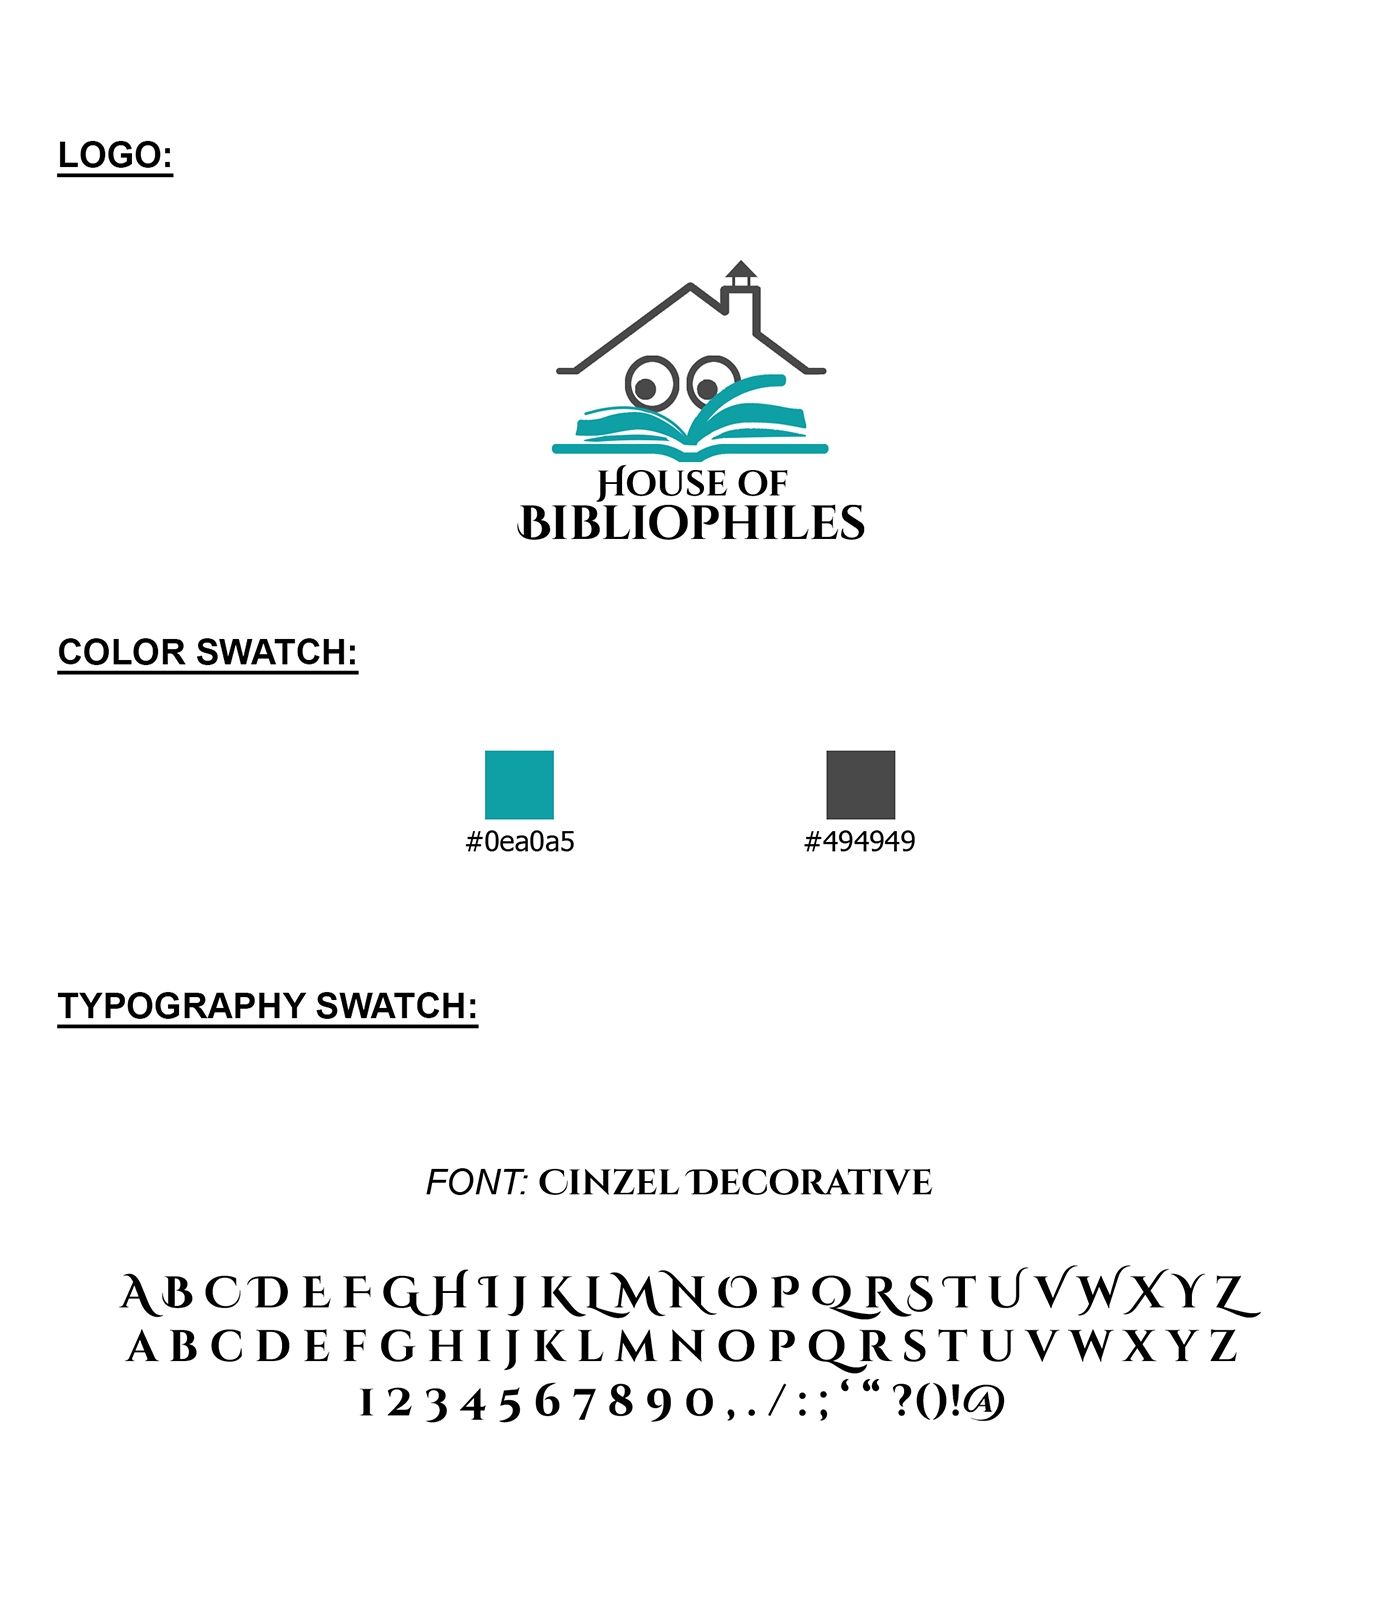 LOGO:
House of
Bibliophiles
COLOR SWATCH:
#0ea0a5 #494949
TYPOGRAPHY SWATCH:
FONT: Cinzel Decorative
A B C D E F G H I J K L M N O P Q R S T U V W X Y Z
a b c d e f g h i j k l m n o p q r s t u v w x y z
1 2 3 4 5 6 7 8 9 0 , . / : ; ‘ “ ? ( ) ! @